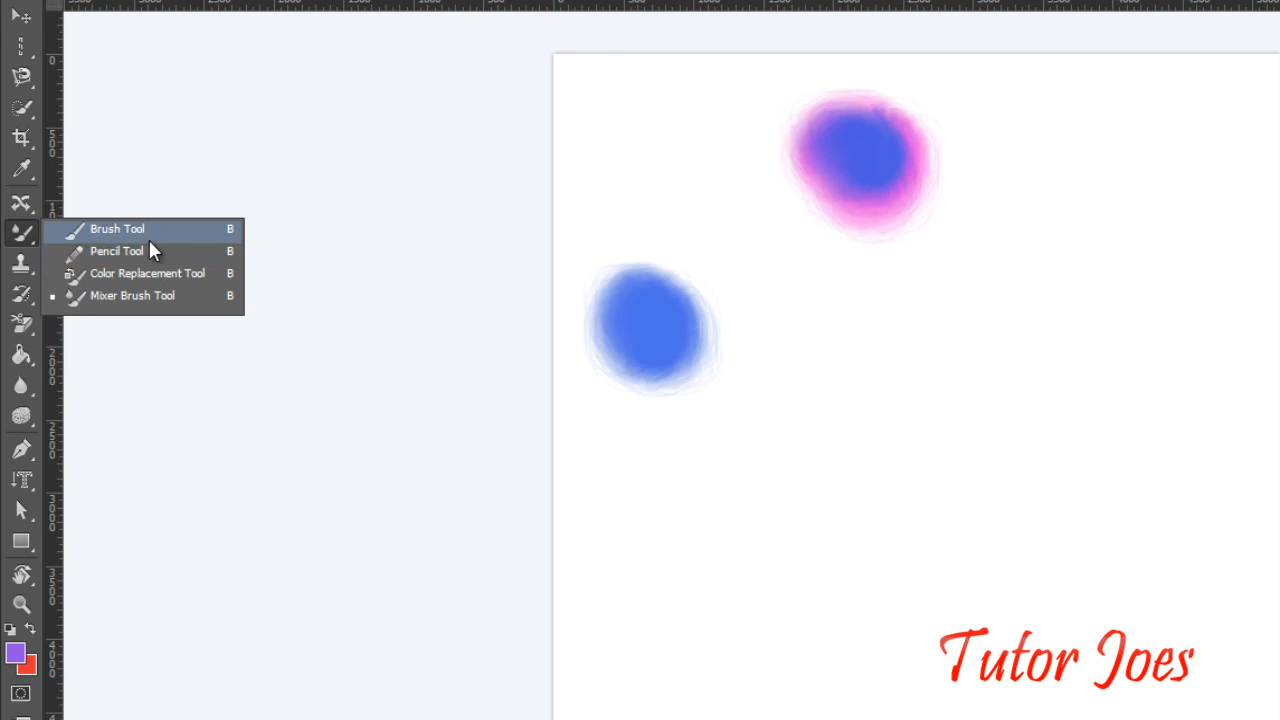 Brush Tool B
Pencil Tool B
Color Replacement Tool B
Mixer Brush Tool B
Tutor Joes